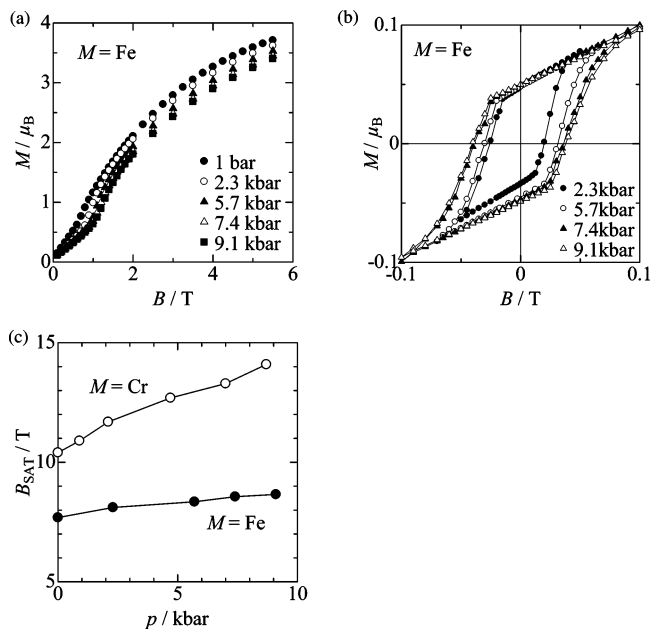 (a)
M / μB
4
3
2
1
0
M = Fe
1 bar
2.3 kbar
5.7 kbar
7.4 kbar
9.1 kbar
0 2 4 6
B / T
(b)
M / μB
0.1
0
-0.1
M = Fe
2.3kbar
5.7kbar
7.4kbar
9.1kbar
-0.1 0 0.1
B / T
(c)
BSAT / T
15
10
5
M = Cr
M = Fe
0 5 10
p / kbar